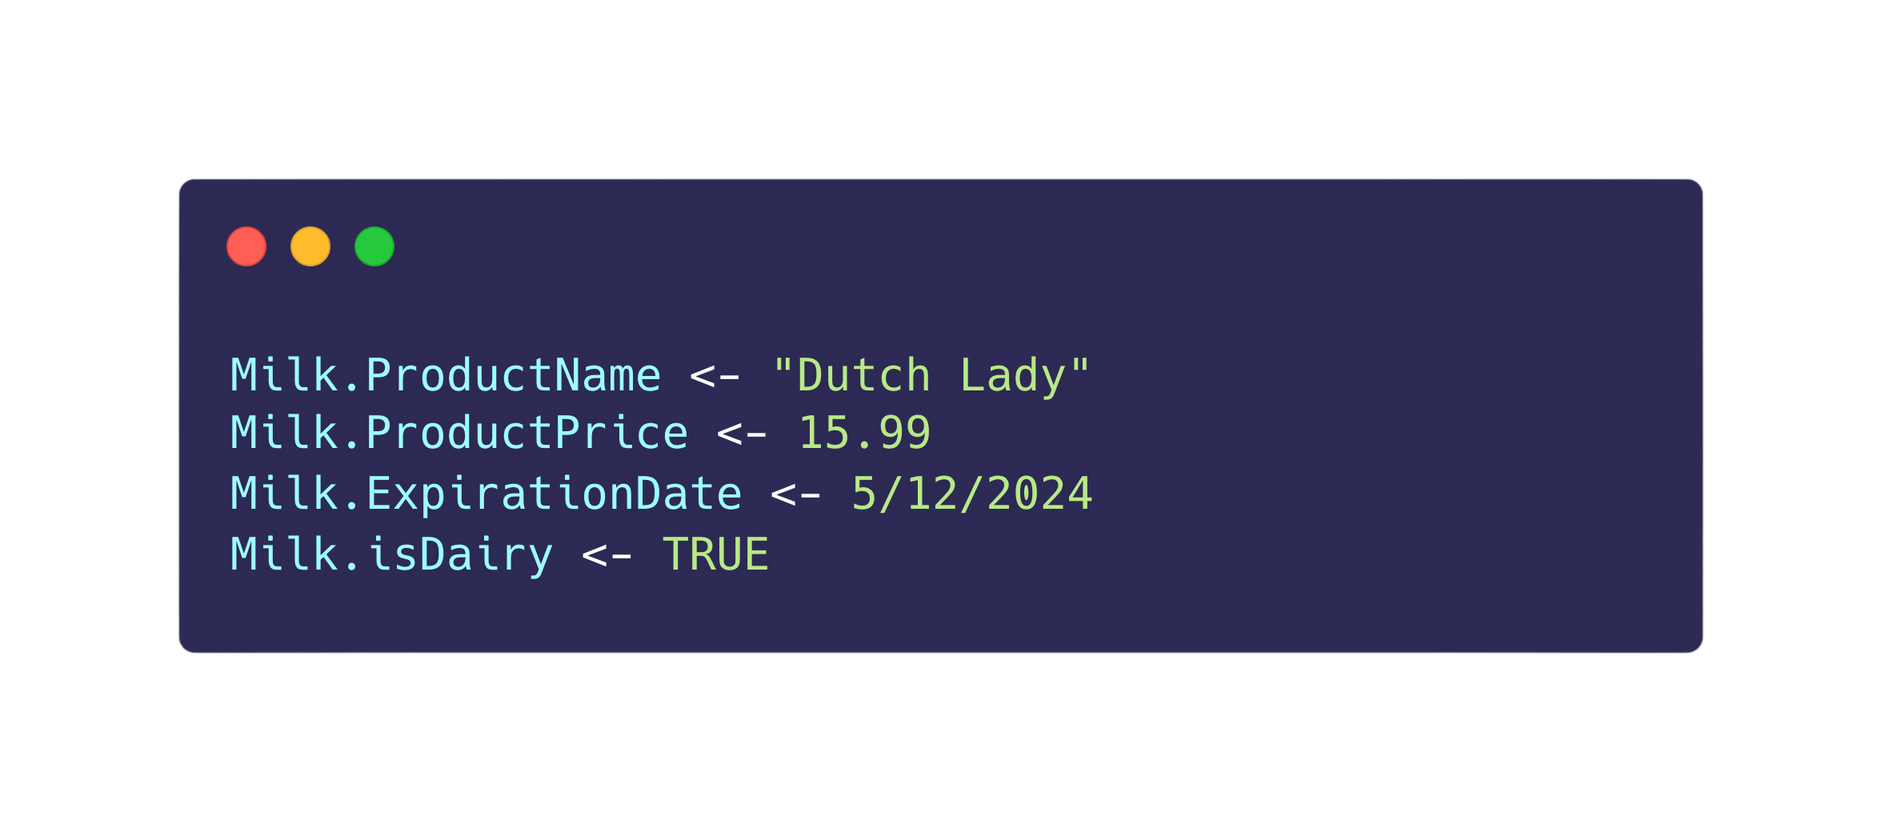 Milk.ProductName <- "Dutch Lady"
Milk.ProductPrice <- 15.99
Milk.ExpirationDate <- 5/12/2024
Milk.isDairy <- TRUE